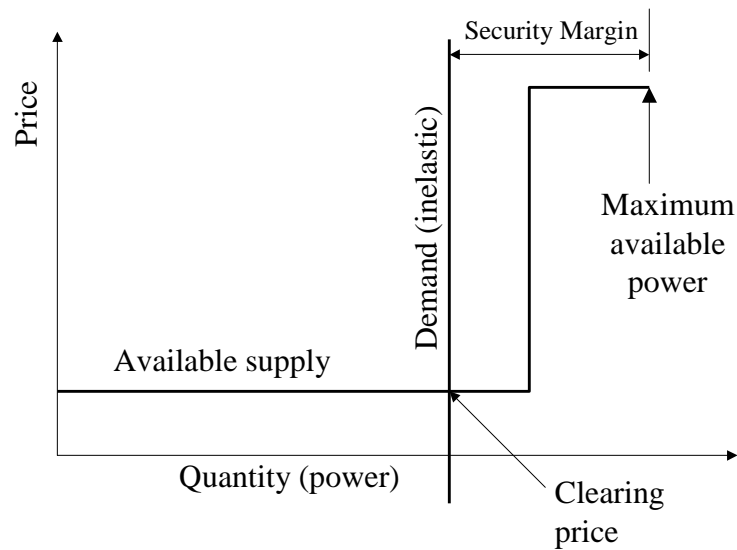 Security Margin
Price
Demand (inelastic)
Maximum
available
power
Available supply
Quantity (power)
Clearing
price